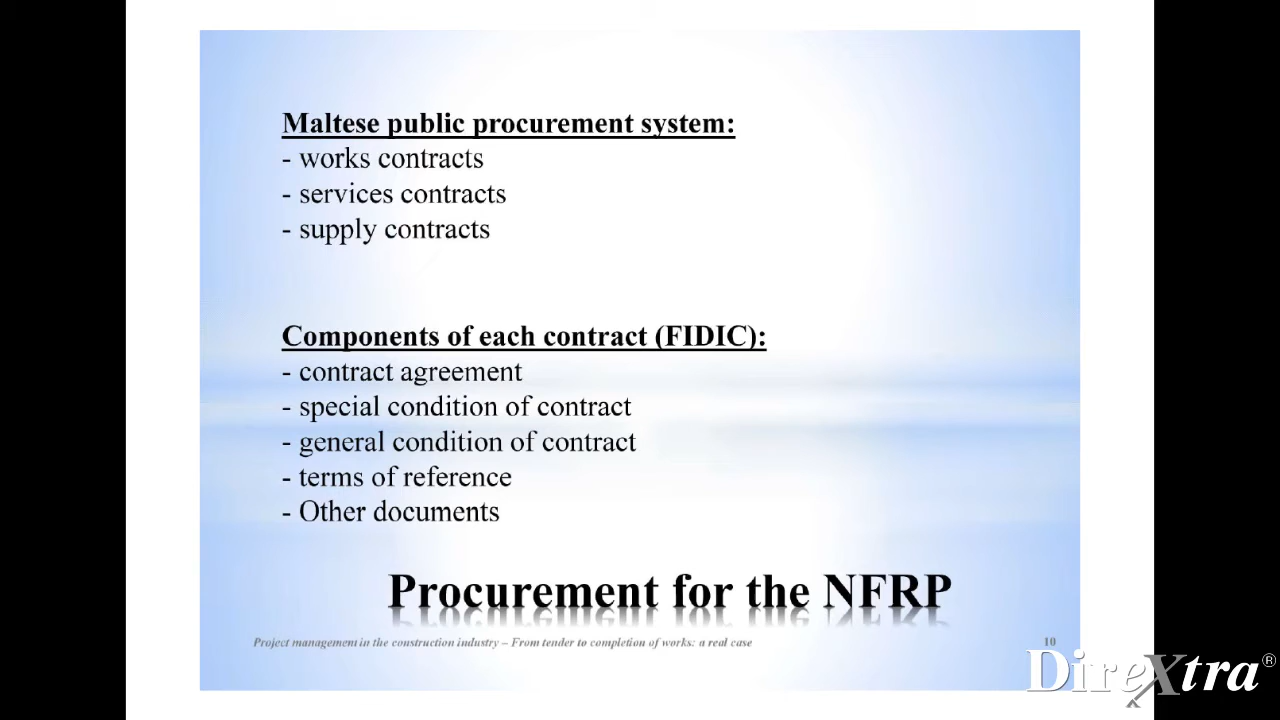 Maltese public procurement system:
- works contracts
- services contracts
- supply contracts
Components of each contract (FIDIC):
- contract agreement
- special condition of contract
- general condition of contract
- terms of reference
- Other documents
Procurement for the NFRP
Project management in the construction industry – From tender to completion of works: a real case
10
DireXtra®